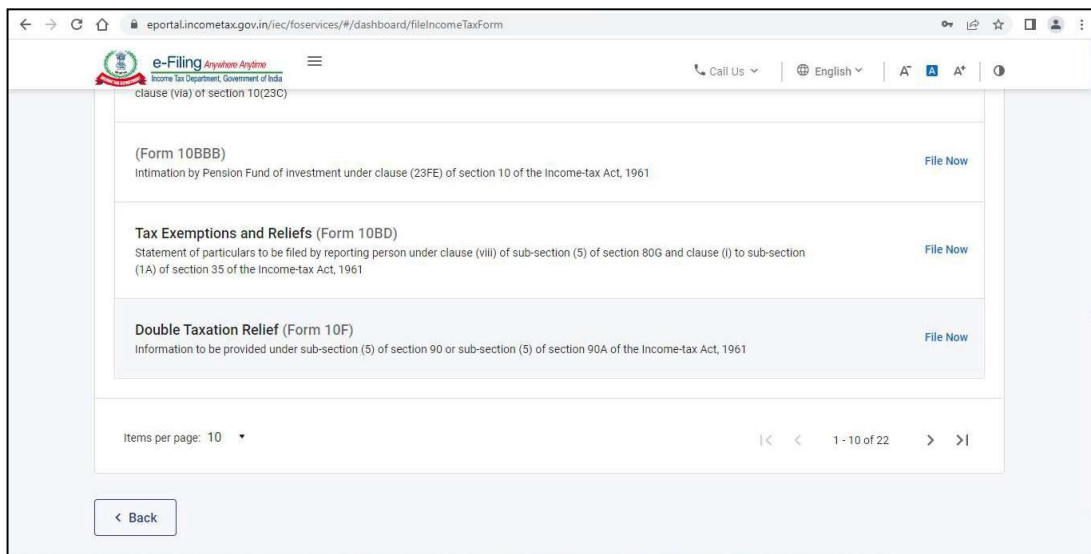 eportal.incometax.gov.in/iec/foservices/#/dashboard/fileIncomeTaxForm
e-Filing Anywhere Anytime
Income Tax Department, Government of India
Call Us
English
A-
A
A+
clause (via) of section 10(23C)
(Form 10BBB)
Intimation by Pension Fund of investment under clause (23FE) of section 10 of the Income-tax Act, 1961
File Now
Tax Exemptions and Reliefs (Form 10BD)
Statement of particulars to be filed by reporting person under clause (viii) of sub-section (5) of section 80G and clause (i) to sub-section
(1A) of section 35 of the Income-tax Act, 1961
File Now
Double Taxation Relief (Form 10F)
Information to be provided under sub-section (5) of section 90 or sub-section (5) of section 90A of the Income-tax Act, 1961
File Now
Items per page: 10
1 - 10 of 22
< Back